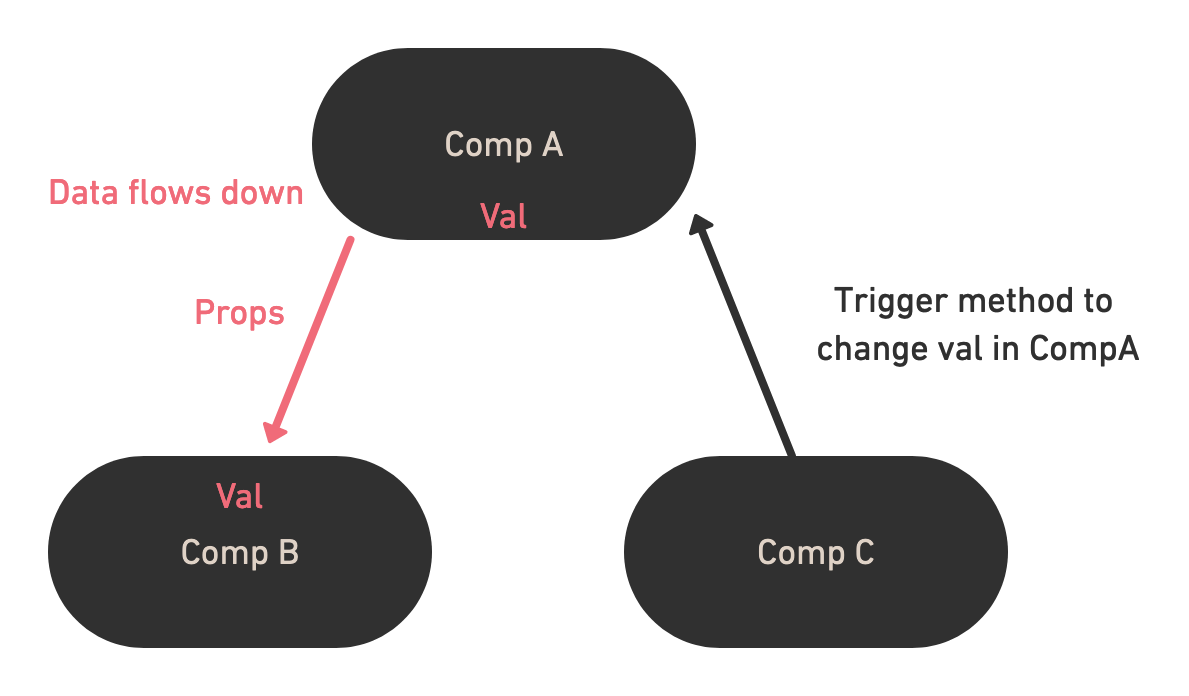 Comp A
Data flows down
Val
Props
Trigger method to
change val in CompA
Val
Comp B
Comp C